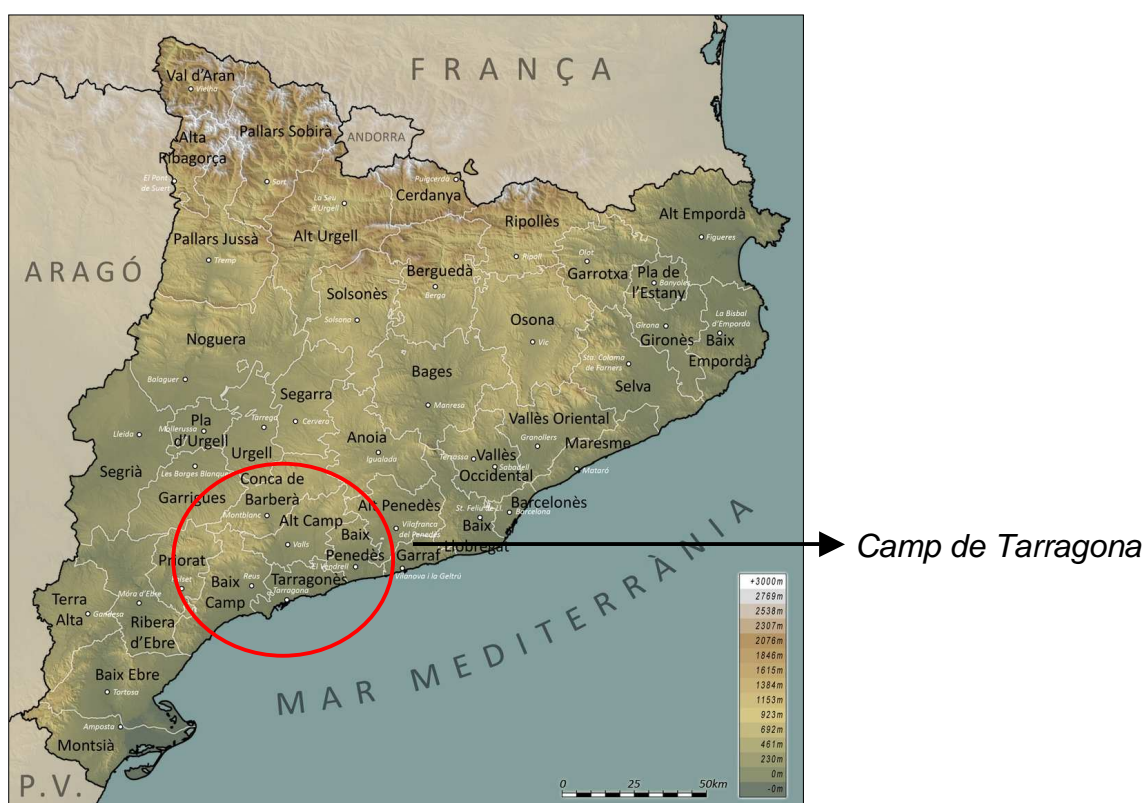 FRANÇA
Val d'Aran
Vielha
Alta
Ribagorça
Pallars Sobirà
ANDORRA
El Pont
de Suert
Sort
La Seu
d'Urgell
Puigcerdà
Cerdanya
Ripollès
Alt Empordà
Figueres
Pallars Jussà
Tremp
Alt Urgell
ARAGÓ
Berguedà
Berga
Ripoll
Olot
Garrotxa
Pla de
Banyoles
l'Estany
Solsonès
Solsona
Osona
Vic
Girona
Gironès
La Bisbal
d'Empordà
Baix
Empordà
Noguera
Balaguer
Bages
Manresa
Sta. Coloma
de Farners
Selva
Segarra
Cervera
Vallès Oriental
Granollers
Maresme
Mataró
Pla
d'Urgell
Mollerussa
Tàrrega
Urgell
Lleida
Segrià
Anoia
Igualada
Terrassa
Vallès
Sabadell
Occidental
Les Borges Blanques
Garrigues
Conca de
Barberà
Montblanc
Alt Camp
Valls
Alt Penedès
Vilafranca
del Penedès
St. Feliu de Ll.
Barcelonès
Barcelona
Baix
Llobregat
Baix
Penedès
El Vendrell
Garraf
Vilanova i la Geltrú
Camp de Tarragona
Priorat
Falset
Baix
Camp
Reus
Tarragonès
Tarragona
Terra
Alta
Gandesa
Móra d'Ebre
Ribera
d'Ebre
MAR MEDITERRÀNIA
Baix Ebre
Tortosa
Amposta
Montsià
P.V.
+3000m
2769m
2538m
2307m
2076m
1846m
1615m
1384m
1153m
923m
692m
461m
230m
0m
-0m
0 25 50km